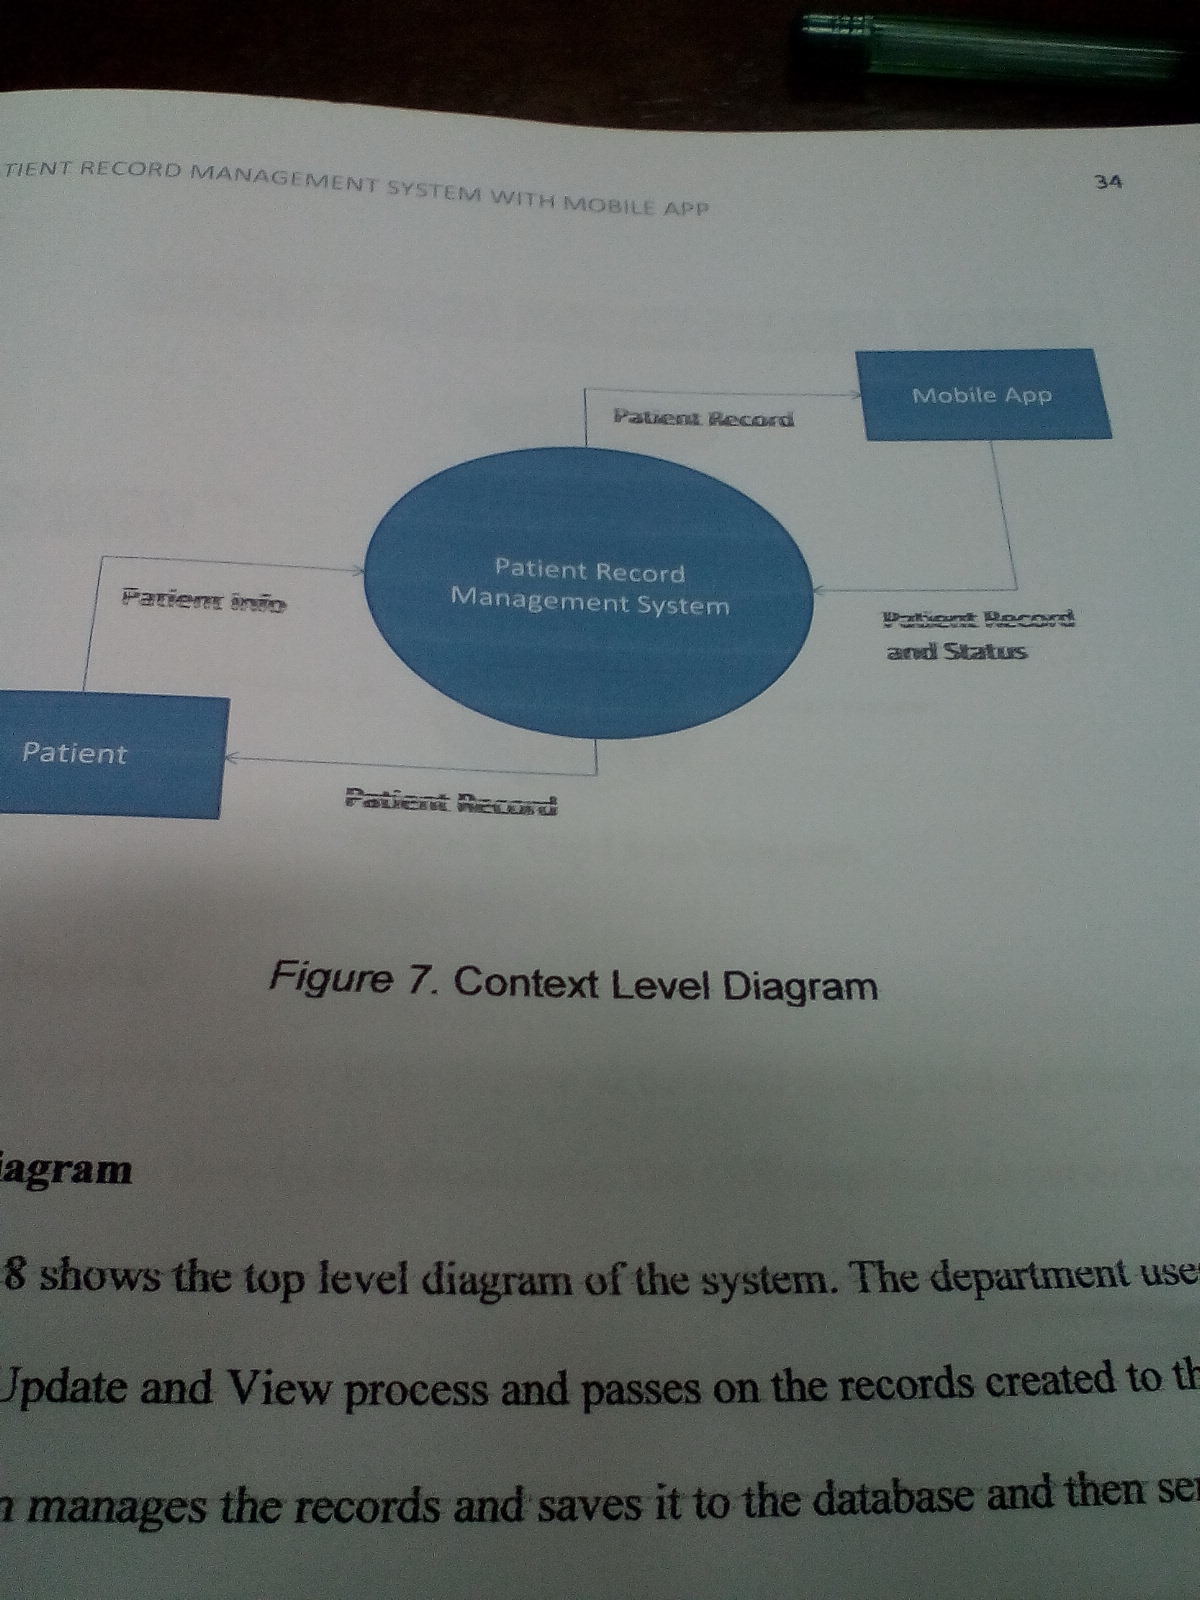 TIENT RECORD MANAGEMENT SYSTEM WITH MOBILE APP
34
Mobile App
Patient Record
Patient Record
Management System
Patient Info
Patient Record
and Status
Patient
Patient Record
Figure 7. Context Level Diagram
iagram
8 shows the top level diagram of the system. The department use
Update and View process and passes on the records created to th
n manages the records and saves it to the database and then se